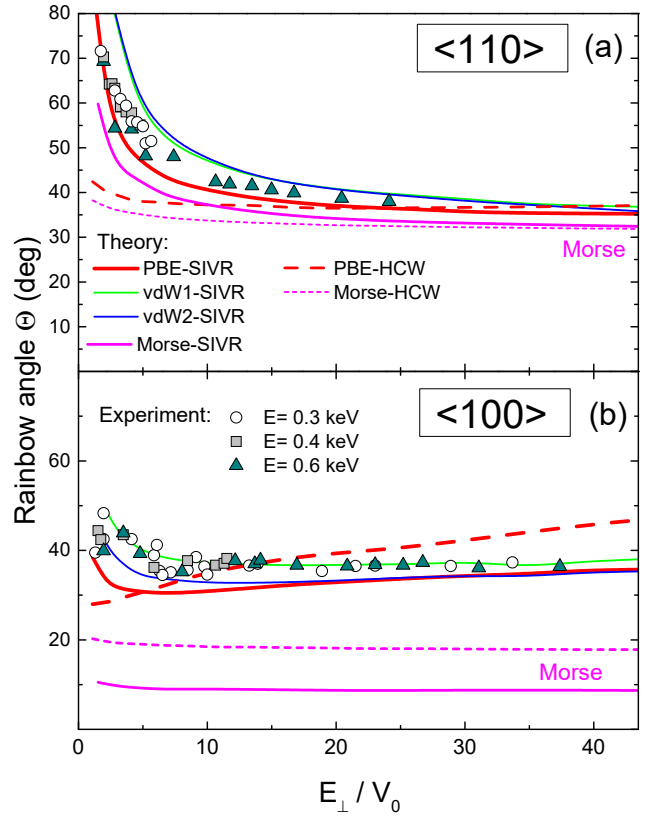 <110>
(a)
80
70
60
50
40
30
20
10
Theory:
PBE-SIVR
vdW1-SIVR
vdW2-SIVR
Morse-SIVR
PBE-HCW
Morse-HCW
Morse
Rainbow angle Θ (deg)
<100>
(b)
Experiment:
E= 0.3 keV
E= 0.4 keV
E= 0.6 keV
60
40
20
Morse
0 10 20 30 40
E⊥ / V₀